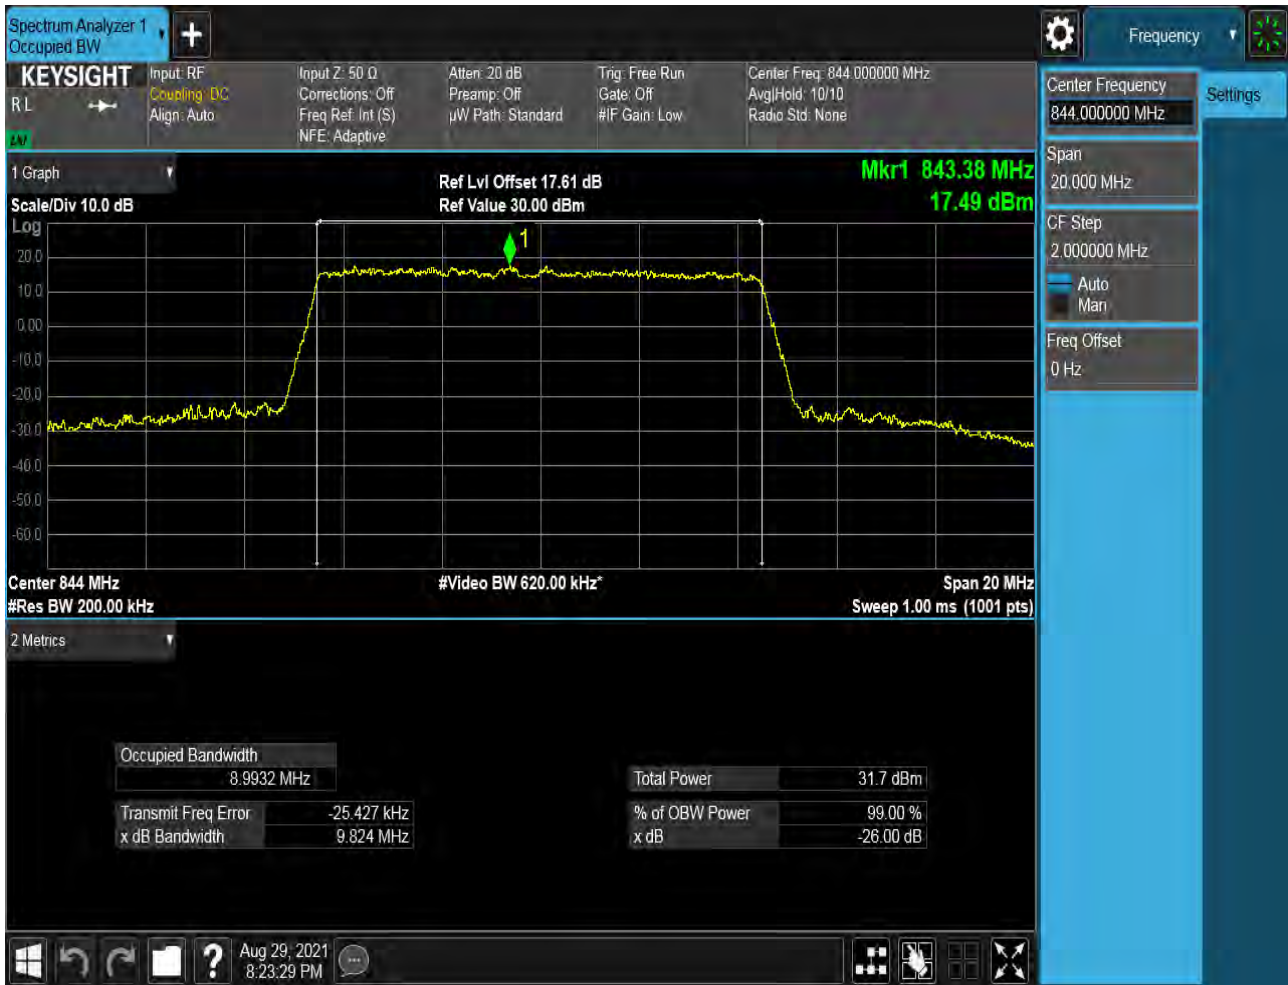 Spectrum Analyzer 1
Occupied BW
Frequency
KEYSIGHT
R L
Input: RF
Coupling: DC
Align: Auto
Input Z: 50 Ω
Corrections: Off
Freq Ref: Int (S)
NFE: Adaptive
Atten: 20 dB
Preamp: Off
µW Path: Standard
Trig: Free Run
Gate: Off
#IF Gain: Low
Center Freq: 844.000000 MHz
Avg|Hold: 10/10
Radio Std: None
Center Frequency
844.000000 MHz
Settings
Span
20.000 MHz
CF Step
2.000000 MHz
Auto
Man
Freq Offset
0 Hz
1 Graph
Scale/Div 10.0 dB
Ref Lvl Offset 17.61 dB
Ref Value 30.00 dBm
Mkr1 843.38 MHz
17.49 dBm
Log
1
20.0
10.0
0.00
-10.0
-20.0
-30.0
-40.0
-50.0
-60.0
Center 844 MHz
#Video BW 620.00 kHz*
Span 20 MHz
#Res BW 200.00 kHz
Sweep 1.00 ms (1001 pts)
2 Metrics
Occupied Bandwidth
8.9932 MHz
Total Power 31.7 dBm
Transmit Freq Error -25.427 kHz
% of OBW Power 99.00 %
x dB Bandwidth 9.824 MHz
x dB -26.00 dB
?
Aug 29, 2021
8:23:29 PM